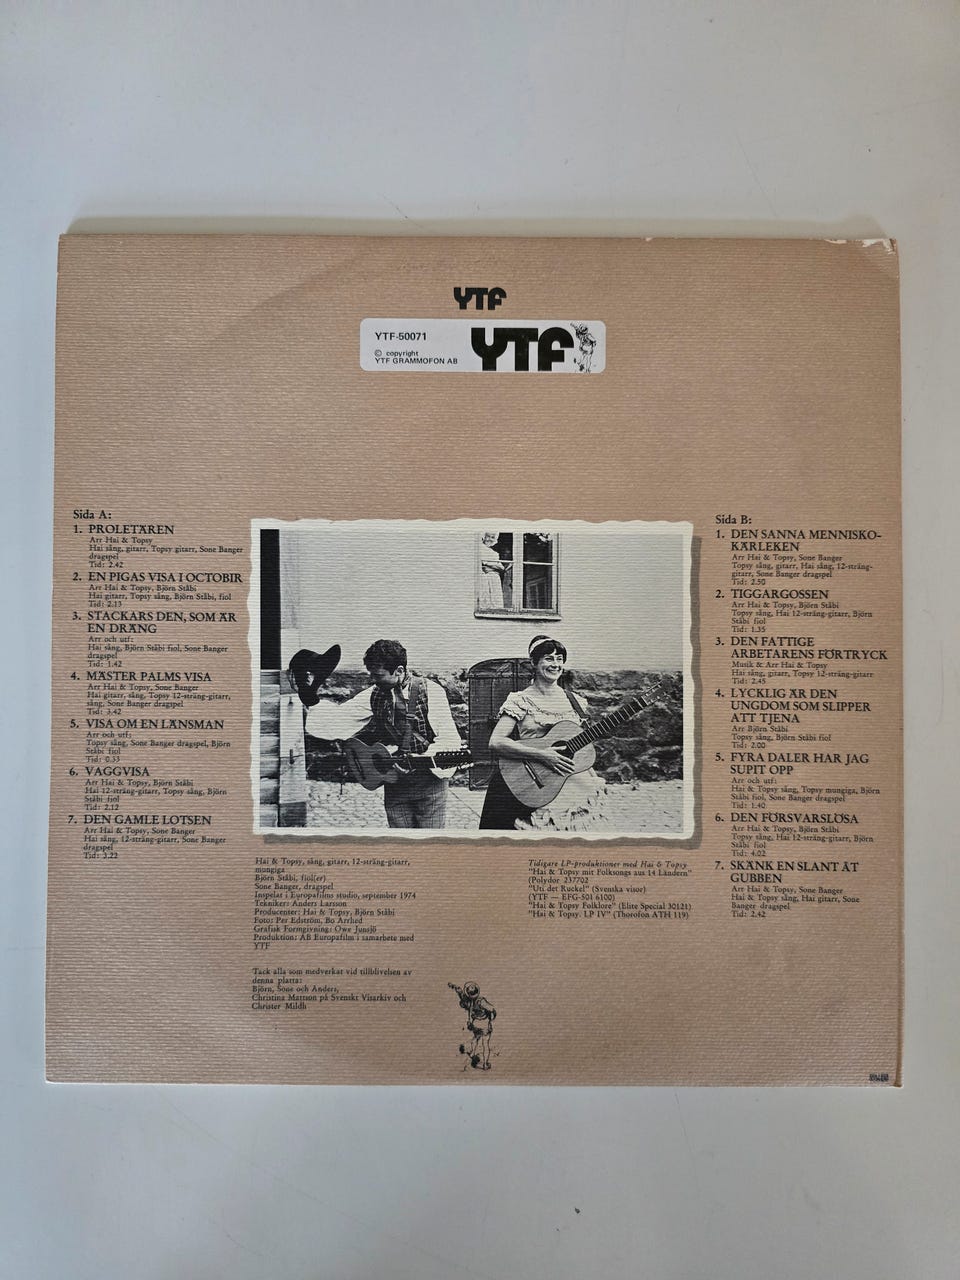 YTF
YTF-50071
© copyright
YTF GRAMMOFON AB
YTF
Sida A:
1. PROLETÄREN
Arr Hai & Topsy
Hai sång, gitarr, Topsy gitarr, Sone Banger
dragspel
Tid: 2.42
2. EN PIGAS VISA I OCTOBIR
Arr Hai & Topsy, Björn Ståbi
Hai gitarr, Topsy sång, Björn Ståbi, fiol
Tid: 2.13
3. STACKARS DEN, SOM ÄR
EN DRÄNG
Arr och utf:
Hai sång, Björn Ståbi fiol, Sone Banger
dragspel
Tid: 1.42
4. MÄSTER PALMS VISA
Arr Hai & Topsy, Sone Banger
Hai gitarr, sång, Topsy 12-sträng-gitarr,
sång, Sone Banger dragspel
Tid: 3.42
5. VISA OM EN LÄNSMAN
Arr och utf:
Topsy sång, Sone Banger dragspel, Björn
Ståbi fiol
Tid: 0.33
6. VAGGVISA
Arr Hai & Topsy, Björn Ståbi
Hai 12-sträng-gitarr, Topsy sång, Björn
Ståbi fiol
Tid: 2.12
7. DEN GAMLE LOTSEN
Arr Hai & Topsy, Sone Banger
Hai sång, 12-sträng-gitarr, Sone Banger
dragspel
Tid: 3.22
Sida B:
1. DEN SANNA MENNISKO-
KÄRLEKEN
Arr Hai & Topsy, Sone Banger
Topsy sång, gitarr, Hai sång, 12-sträng-
gitarr, Sone Banger dragspel
Tid: 2.50
2. TIGGARGOSSEN
Arr Hai & Topsy, Björn Ståbi
Topsy sång, Hai 12-sträng-gitarr, Björn
Ståbi fiol
Tid: 1.35
3. DEN FATTIGE
ARBETARENS FÖRTRYCK
Musik & Arr Hai & Topsy
Hai sång, gitarr, Topsy 12-sträng-gitarr
Tid: 2.45
4. LYCKLIG ÄR DEN
UNGDOM SOM SLIPPER
ATT TJENA
Arr Björn Ståbi
Topsy sång, Björn Ståbi fiol
Tid: 2.00
5. FYRA DALER HAR JAG
SUPIT OPP
Arr och utf:
Hai & Topsy sång, Topsy mungiga, Björn
Ståbi fiol, Sone Banger dragspel
Tid: 1.40
6. DEN FÖRSVARSLÖSA
Arr Hai & Topsy, Björn Ståbi
Topsy sång, Hai 12-sträng-gitarr, Björn
Ståbi fiol
Tid: 4.02
7. SKÄNK EN SLANT ÅT
GUBBEN
Arr Hai & Topsy, Sone Banger
Hai & Topsy sång, Hai gitarr, Sone
Banger dragspel
Tid: 2.42
Hai & Topsy, sång, gitarr, 12-sträng-gitarr,
mungiga
Björn Ståbi, fiol(er)
Sone Banger, dragspel
Inspelat i Europafilms studio, september 1974
Tekniker: Anders Larsson
Producenter: Hai & Topsy, Björn Ståbi
Foto: Per Edström, Bo Arrhed
Grafisk Formgivning: Owe Junsjö
Produktion: AB Europafilm i samarbete med
YTF
Tack alla som medverkat vid tillblivelsen av
denna platta:
Björn, Sone och Anders,
Christina Mattson på Svenskt Visarkiv och
Christer Mildh
Tidigare LP-produktioner med Hai & Topsy
"Hai & Topsy mit Folksongs aus 14 Ländern"
(Polydor 237702
"Uti det Ruckel" (Svenska visor)
(YTF — EFG-501 6100)
"Hai & Topsy Folklore" (Elite Special 30121)
"Hai & Topsy. LP IV" (Thorofon ATH 119)